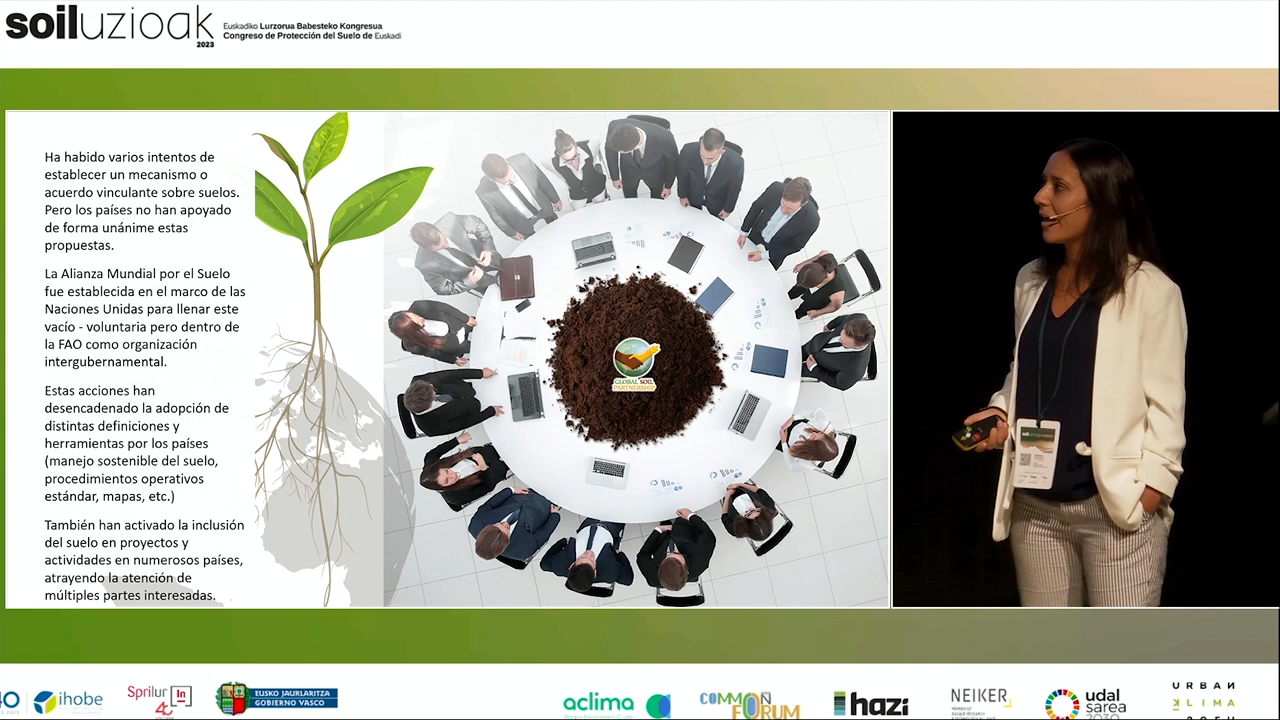 soiluzioak
2023
Euskadiko Lurzorua Babesteko Kongresua
Congreso de Protección del Suelo de Euskadi
Ha habido varios intentos de
establecer un mecanismo o
acuerdo vinculante sobre suelos.
Pero los países no han apoyado
de forma unánime estas
propuestas.
La Alianza Mundial por el Suelo
fue establecida en el marco de las
Naciones Unidas para llenar este
vacío - voluntaria pero dentro de
la FAO como organización
intergubernamental.
Estas acciones han
desencadenado la adopción de
distintas definiciones y
herramientas por los países
(manejo sostenible del suelo,
procedimientos operativos
estándar, mapas, etc.)
También han activado la inclusión
del suelo en proyectos y
actividades en numerosos países,
atrayendo la atención de
múltiples partes interesadas.
GLOBAL SOIL
PARTNERSHIP
ihobe
Sprilur
In
EUSKO JAURLARITZA
GOBIERNO VASCO
aclima
COMMON
FORUM
hazi
NEIKER
MEMBER OF
BASQUE RESEARCH
udal
sarea
2030
URBAN
KLIMA